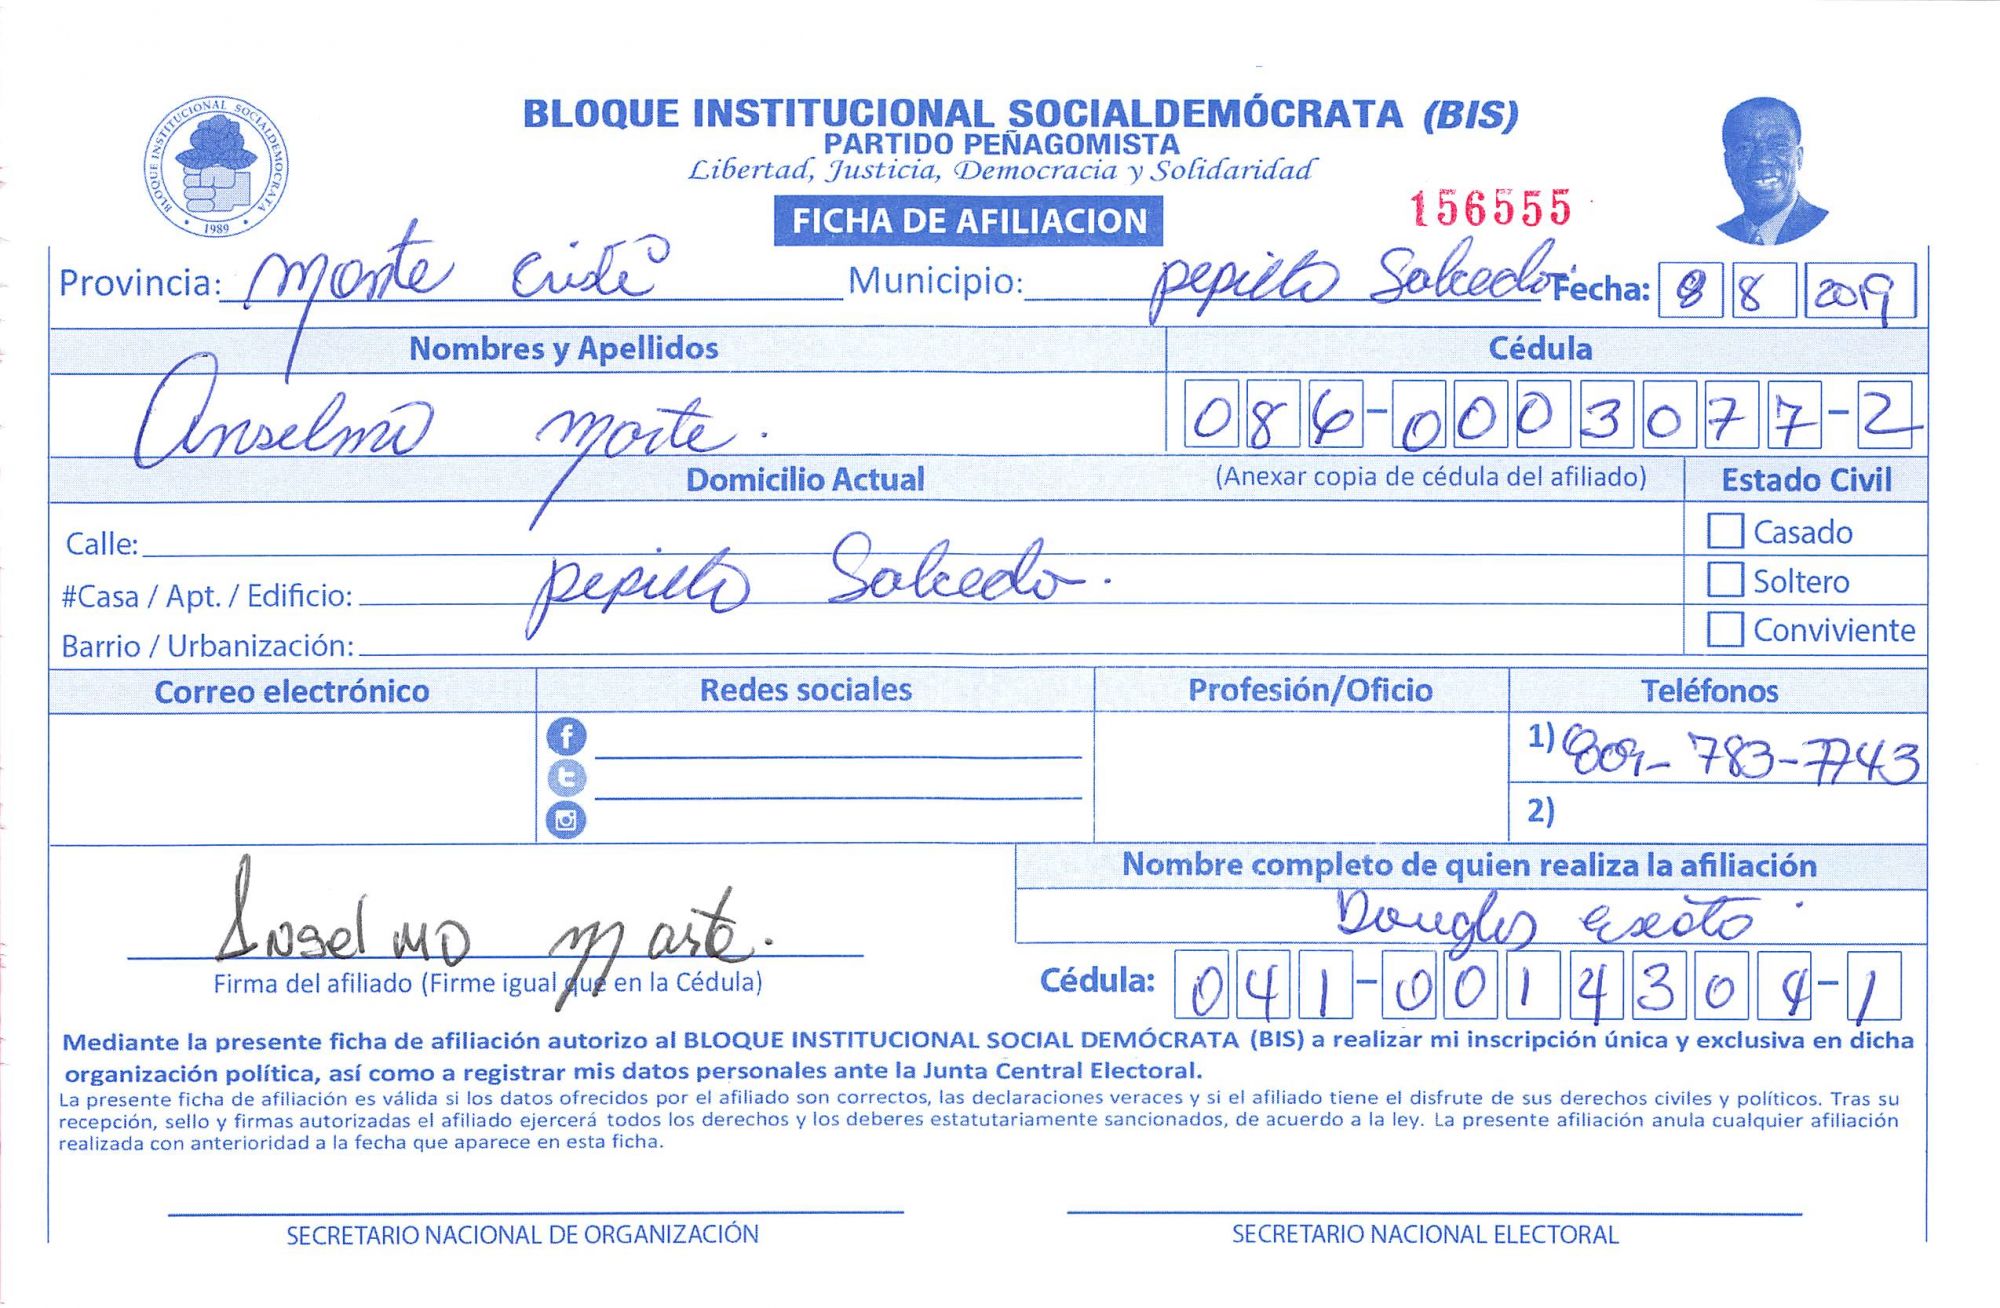 BLOQUE INSTITUCIONAL SOCIALDEMÓCRATA (BIS)
PARTIDO PEÑAGOMISTA
Libertad, Justicia, Democracia y Solidaridad
BLOQUE INSTITUCIONAL SOCIALDEMOCRATA
1989
FICHA DE AFILIACION
156555
Provincia: Monte Cristi Municipio: Pepillo Salcedo Fecha: 8 8 2019
Nombres y Apellidos Cédula
Anselmo Marte. 086-0003077-2
Domicilio Actual (Anexar copia de cédula del afiliado) Estado Civil
Calle: Casado
#Casa / Apt. / Edificio: Pepillo Salcedo. Soltero
Barrio / Urbanización: Conviviente
Correo electrónico Redes sociales Profesión/Oficio Teléfonos
1) 809-783-7743
2)
Nombre completo de quien realiza la afiliación
Douglas
Anselmo Marte.
Firma del afiliado (Firme igual que en la Cédula) Cédula: 041-0014304-1
Mediante la presente ficha de afiliación autorizo al BLOQUE INSTITUCIONAL SOCIAL DEMÓCRATA (BIS) a realizar mi inscripción única y exclusiva en dicha
organización política, así como a registrar mis datos personales ante la Junta Central Electoral.
La presente ficha de afiliación es válida si los datos ofrecidos por el afiliado son correctos, las declaraciones veraces y si el afiliado tiene el disfrute de sus derechos civiles y políticos. Tras su
recepción, sello y firmas autorizadas el afiliado ejercerá todos los derechos y los deberes estatutariamente sancionados, de acuerdo a la ley. La presente afiliación anula cualquier afiliación
realizada con anterioridad a la fecha que aparece en esta ficha.
SECRETARIO NACIONAL DE ORGANIZACIÓN SECRETARIO NACIONAL ELECTORAL